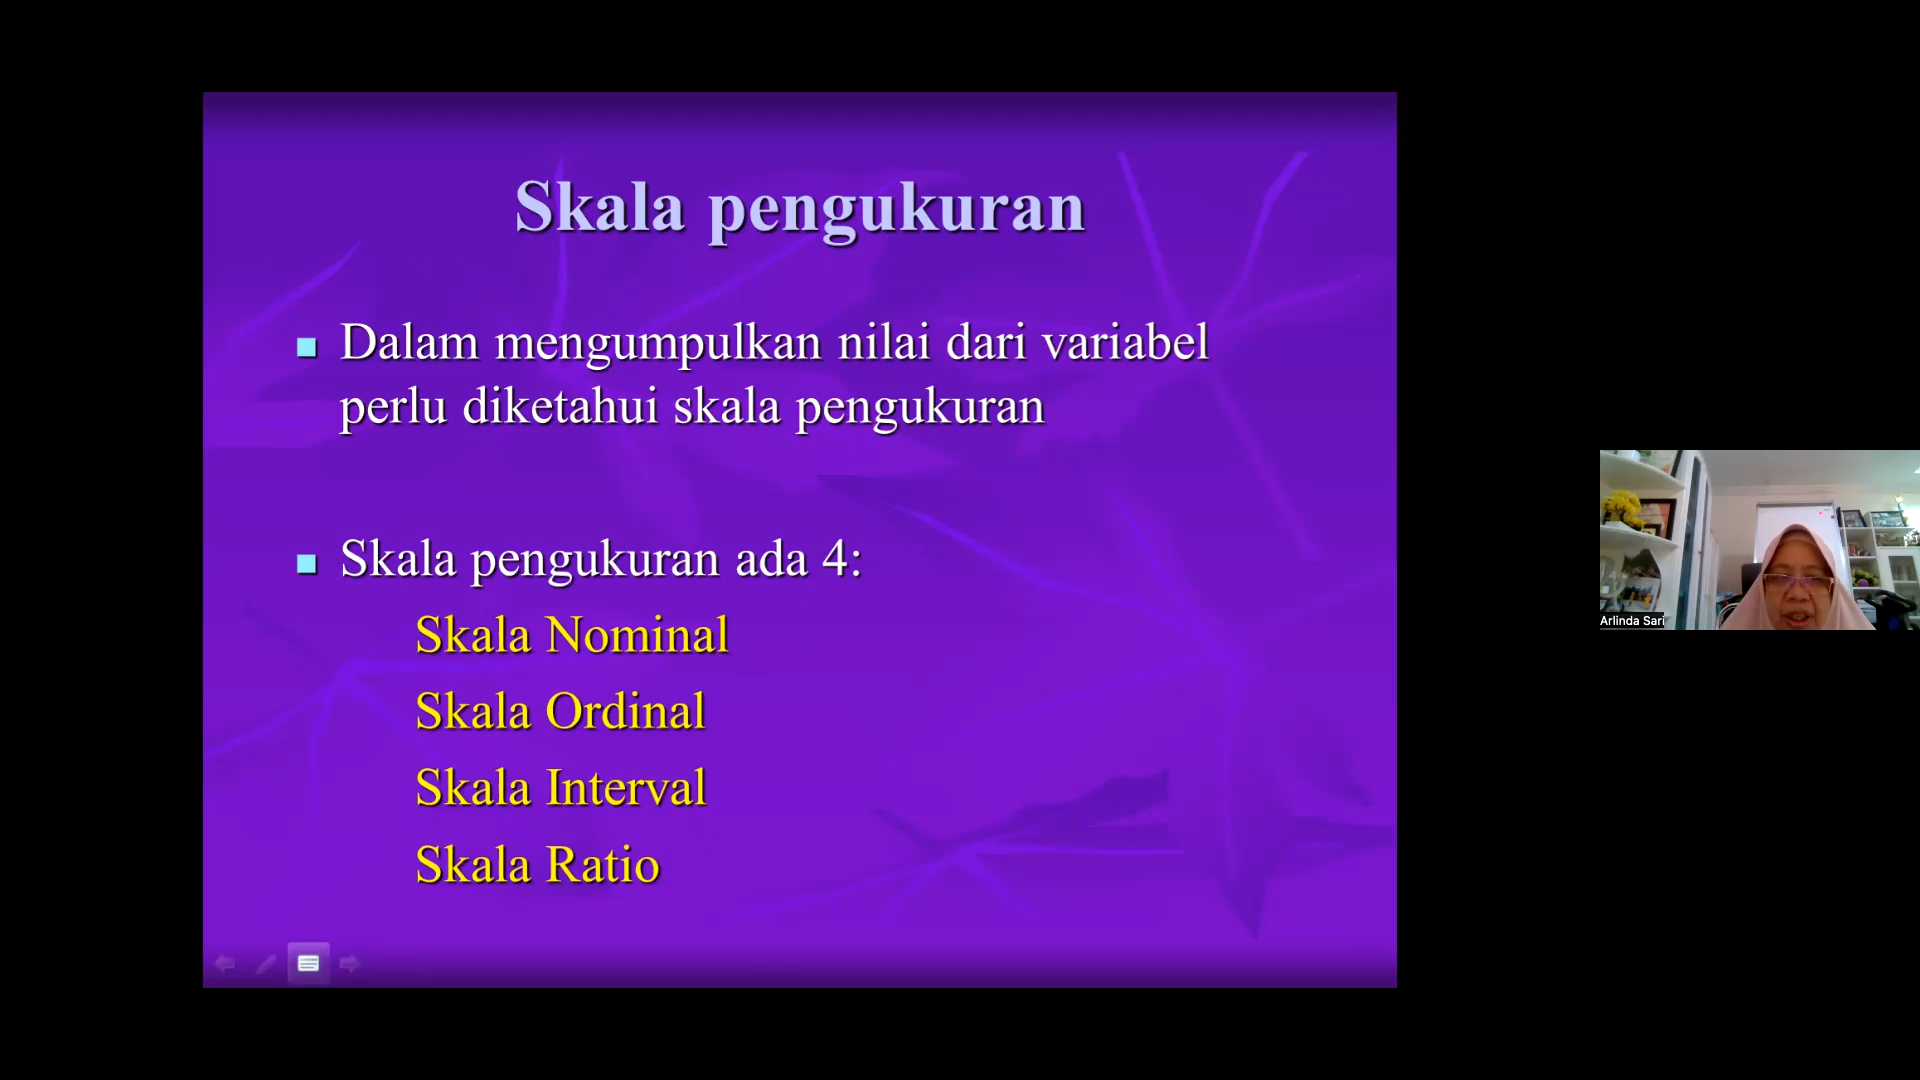 Skala pengukuran
Dalam mengumpulkan nilai dari variabel
perlu diketahui skala pengukuran
Skala pengukuran ada 4:
Skala Nominal
Skala Ordinal
Skala Interval
Skala Ratio
Arlinda Sari